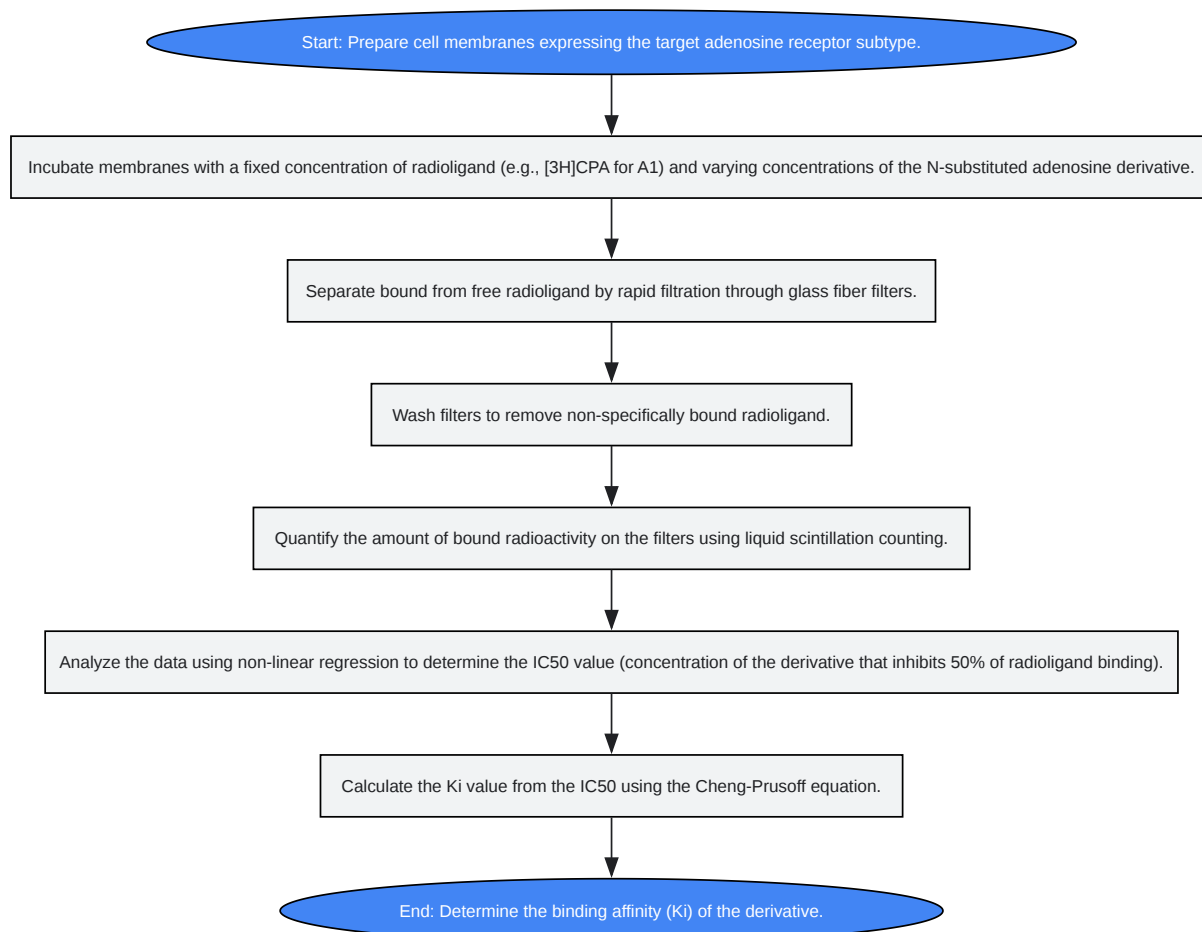 Start: Prepare cell membranes expressing the target adenosine receptor subtype.
Incubate membranes with a fixed concentration of radioligand (e.g., [3H]CPA for A1) and varying concentrations of the N-substituted adenosine derivative.
Separate bound from free radioligand by rapid filtration through glass fiber filters.
Wash filters to remove non-specifically bound radioligand.
Quantify the amount of bound radioactivity on the filters using liquid scintillation counting.
Analyze the data using non-linear regression to determine the IC50 value (concentration of the derivative that inhibits 50% of radioligand binding).
Calculate the Ki value from the IC50 using the Cheng-Prusoff equation.
End: Determine the binding affinity (Ki) of the derivative.